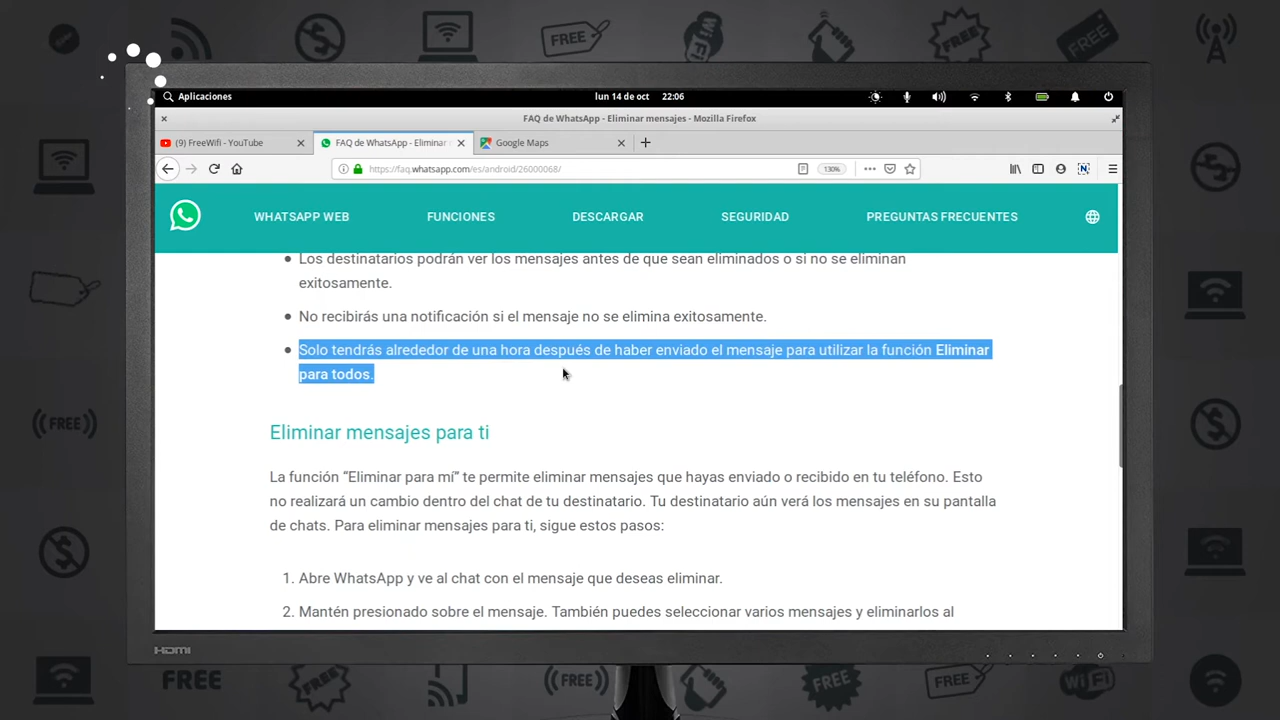 FREE
FREE
FREE
Aplicaciones
lun 14 de oct 22:06
FAQ de WhatsApp - Eliminar mensajes - Mozilla Firefox
(9) FreeWifi - YouTube
FAQ de WhatsApp - Eliminar
Google Maps
https://faq.whatsapp.com/es/android/26000068/
130%
WHATSAPP WEB
FUNCIONES
DESCARGAR
SEGURIDAD
PREGUNTAS FRECUENTES
Los destinatarios podrán ver los mensajes antes de que sean eliminados o si no se eliminan
exitosamente.
No recibirás una notificación si el mensaje no se elimina exitosamente.
Solo tendrás alrededor de una hora después de haber enviado el mensaje para utilizar la función Eliminar
para todos.
Eliminar mensajes para ti
La función “Eliminar para mí” te permite eliminar mensajes que hayas enviado o recibido en tu teléfono. Esto
no realizará un cambio dentro del chat de tu destinatario. Tu destinatario aún verá los mensajes en su pantalla
de chats. Para eliminar mensajes para ti, sigue estos pasos:
1. Abre WhatsApp y ve al chat con el mensaje que deseas eliminar.
2. Mantén presionado sobre el mensaje. También puedes seleccionar varios mensajes y eliminarlos al
(FREE)
(FREE)
HDMI
FREE
FREE
(FREE)
FREE
FREE
WiFi